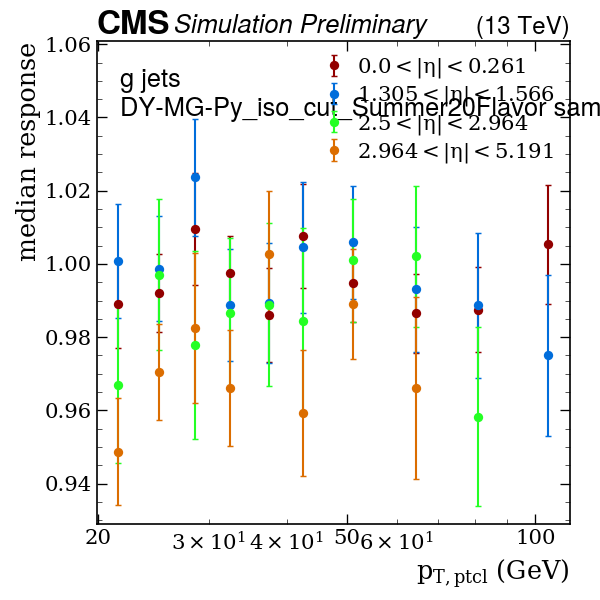 CMS Simulation Preliminary (13 TeV)
median response
g jets
DY-MG-Py_iso_cut_Summer20Flavor sam
0.0 < |η| < 0.261
1.305 < |η| < 1.566
2.5 < |η| < 2.964
2.964 < |η| < 5.191
1.06
1.04
1.02
1.00
0.98
0.96
0.94
20 3 × 10¹ 4 × 10¹ 50 6 × 10¹ 100
p_T,ptcl (GeV)